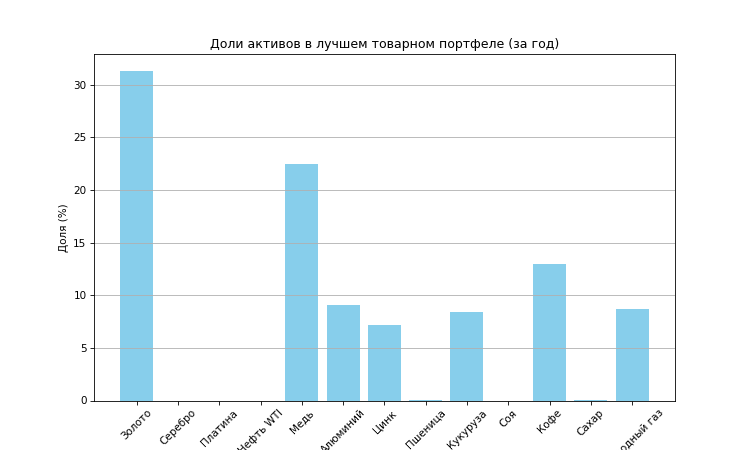 Доли активов в лучшем товарном портфеле (за год)
Доля (%)
30
25
20
15
10
5
0
Золото
Серебро
Платина
Нефть WTI
Медь
Алюминий
Цинк
Пшеница
Кукуруза
Соя
Кофе
Сахар
газ